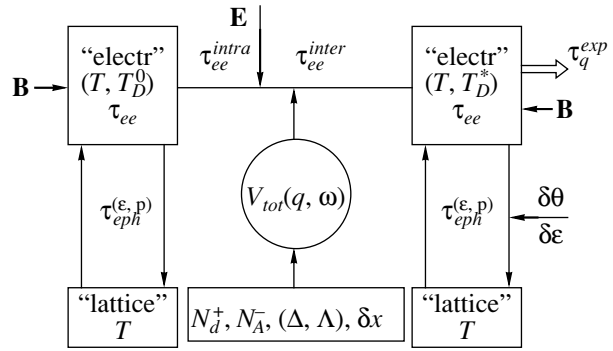 E
“electr”
(T, T_D^0)
τ_ee
B
τ_ee^intra
τ_ee^inter
“electr”
(T, T_D^*)
τ_ee
τ_q^exp
B
τ_eph^(ε, p)
V_tot(q, ω)
τ_eph^(ε, p)
δθ
δε
“lattice”
T
N_d^+, N_A^−, (Δ, Λ), δx
“lattice”
T